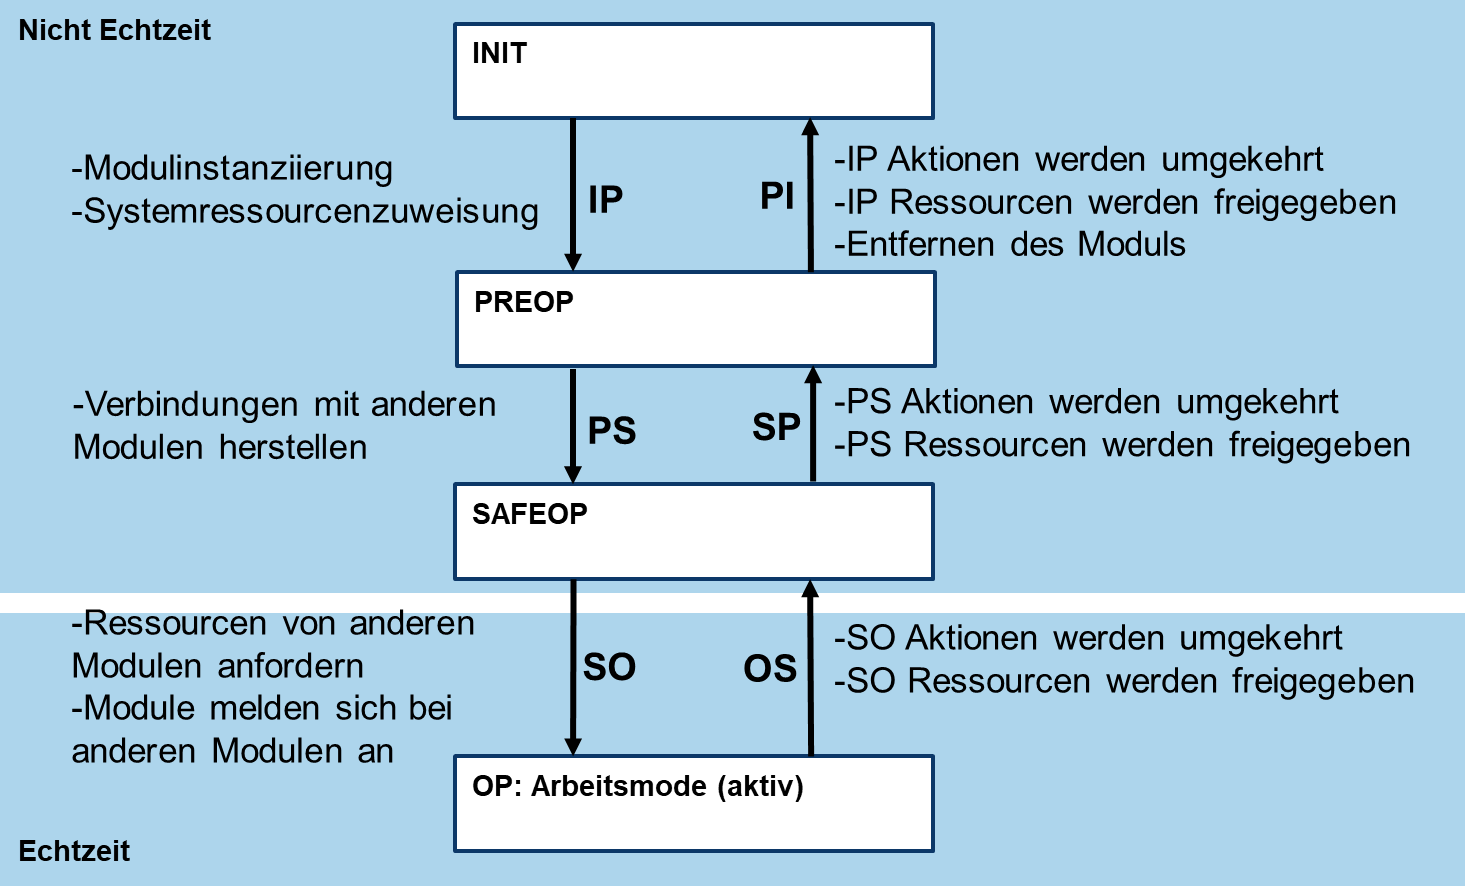 Nicht Echtzeit
INIT
-Modulinstanziierung
-Systemressourcenzuweisung
IP
PI
-IP Aktionen werden umgekehrt
-IP Ressourcen werden freigegeben
-Entfernen des Moduls
PREOP
-Verbindungen mit anderen
Modulen herstellen
PS
SP
-PS Aktionen werden umgekehrt
-PS Ressourcen werden freigegeben
SAFEOP
-Ressourcen von anderen
Modulen anfordern
-Module melden sich bei
anderen Modulen an
SO
OS
-SO Aktionen werden umgekehrt
-SO Ressourcen werden freigegeben
OP: Arbeitsmode (aktiv)
Echtzeit